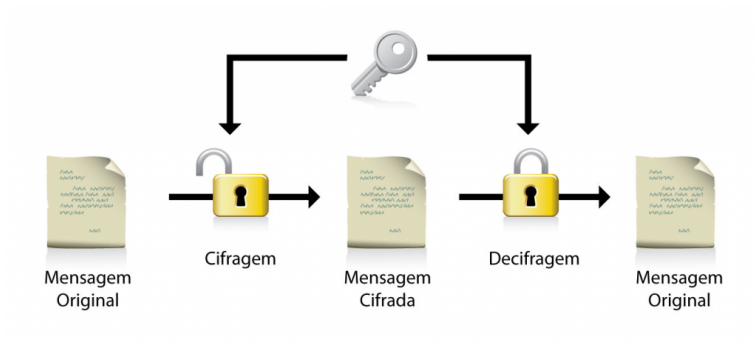 Cifragem
Decifragem
Mensagem
Original
Mensagem
Cifrada
Mensagem
Original